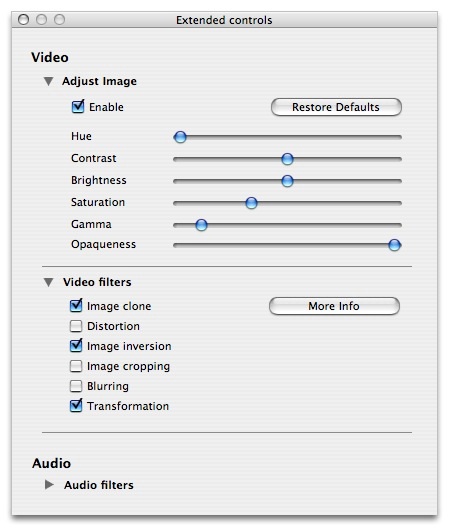 Extended controls
Video
Adjust Image
Enable
Restore Defaults
Hue
Contrast
Brightness
Saturation
Gamma
Opaqueness
Video filters
Image clone
More Info
Distortion
Image inversion
Image cropping
Blurring
Transformation
Audio
Audio filters